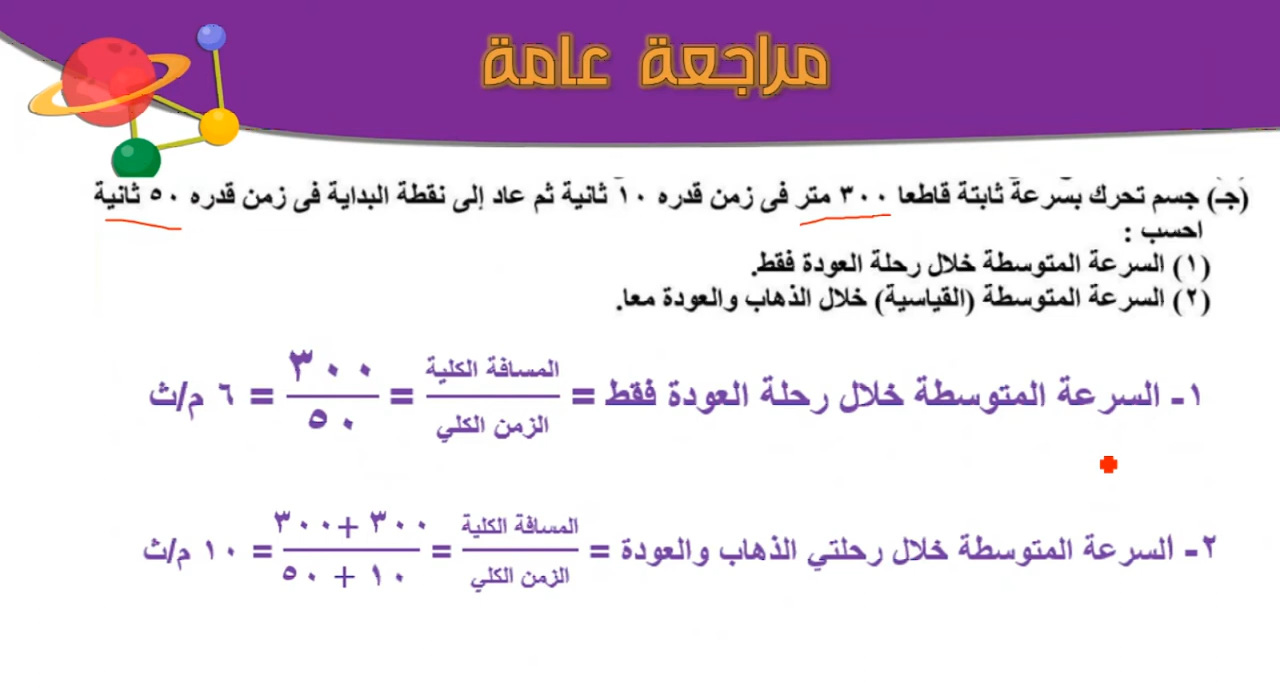 مراجعة عامة
(جـ) جسم تحرك بسرعة ثابتة قاطعا ٣٠٠ متر فى زمن قدره ١٠ ثانية ثم عاد إلى نقطة البداية فى زمن قدره ٥٠ ثانية
احسب :
(١) السرعة المتوسطة خلال رحلة العودة فقط.
(٢) السرعة المتوسطة (القياسية) خلال الذهاب والعودة معا.
١- السرعة المتوسطة خلال رحلة العودة فقط = المسافة الكلية / الزمن الكلي = ٣٠٠ / ٥٠ = ٦ م/ث
٢- السرعة المتوسطة خلال رحلتي الذهاب والعودة = المسافة الكلية / الزمن الكلي = ٣٠٠ + ٣٠٠ / ١٠ + ٥٠ = ١٠ م/ث